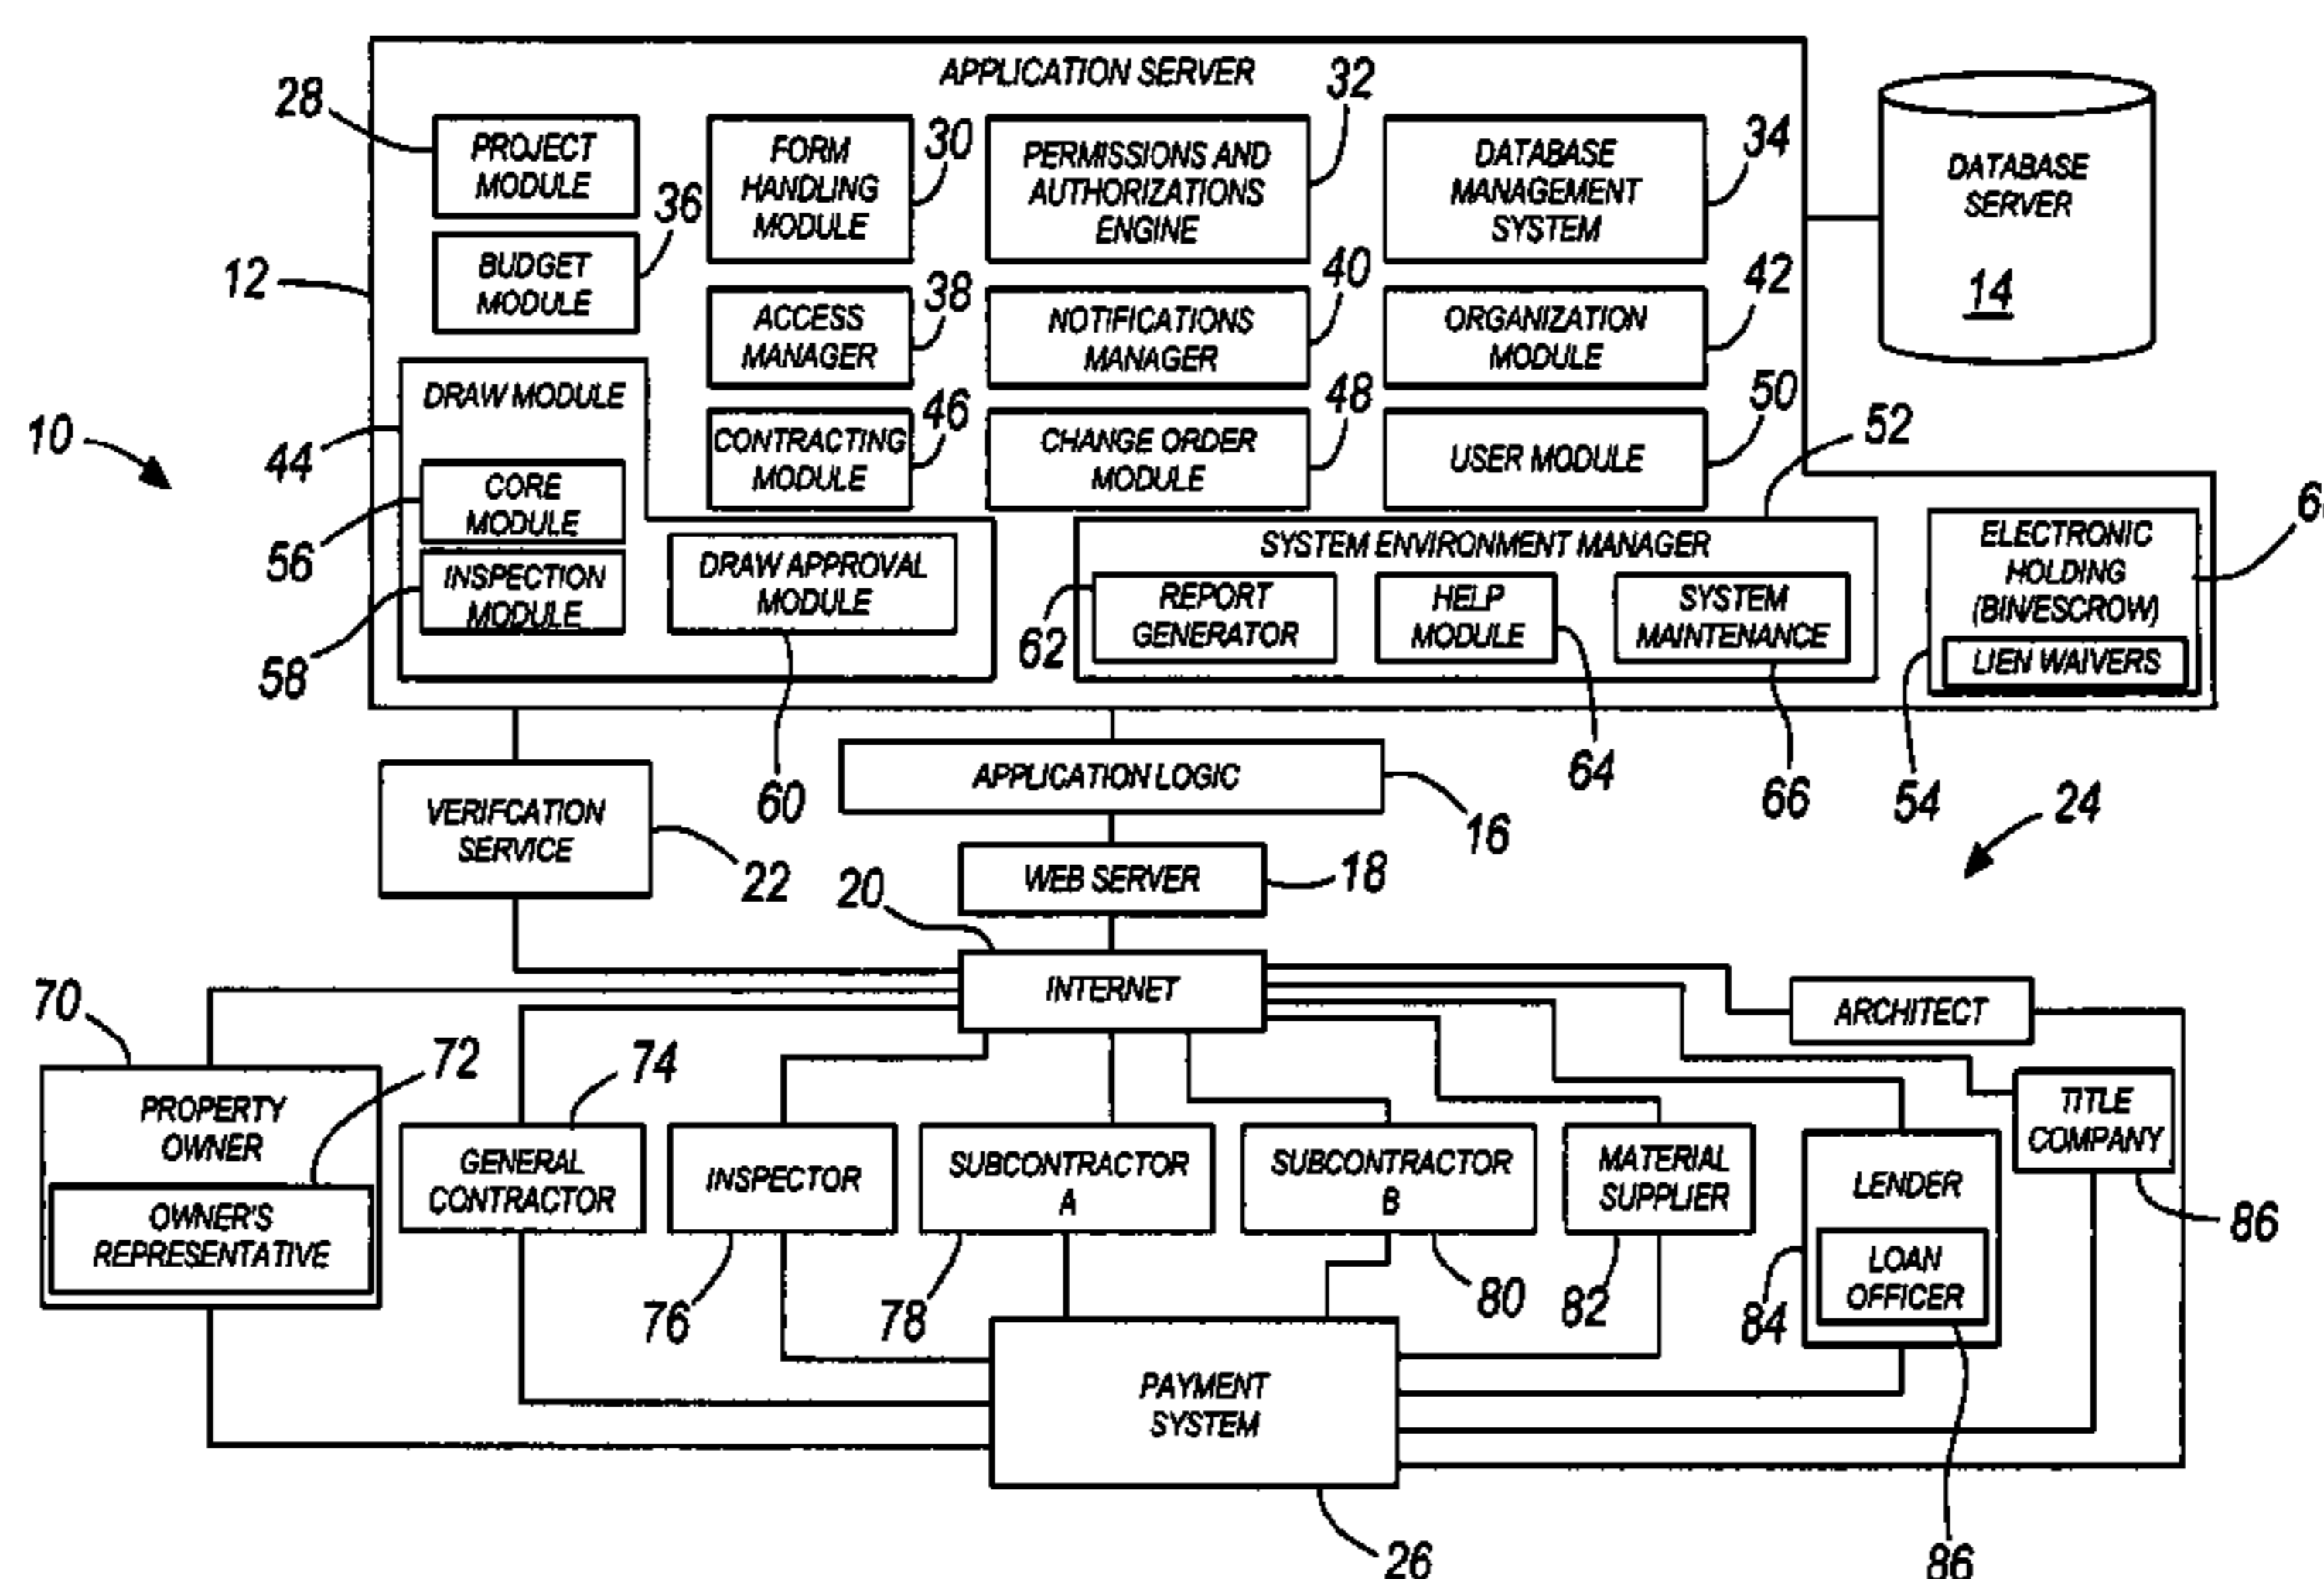 APPLICATION SERVER
28
PROJECT
MODULE
FORM
HANDLING
MODULE
30
PERMISSIONS AND
AUTHORIZATIONS
ENGINE
32
DATABASE
MANAGEMENT
SYSTEM
34
DATABASE
SERVER
14
12
BUDGET
MODULE
36
ACCESS
MANAGER
38
NOTIFICATIONS
MANAGER
40
ORGANIZATION
MODULE
42
10
44
DRAW MODULE
CONTRACTING
MODULE
46
CHANGE ORDER
MODULE
48
USER MODULE
50
52
56
CORE
MODULE
58
INSPECTION
MODULE
DRAW APPROVAL
MODULE
60
SYSTEM ENVIRONMENT MANAGER
62
REPORT
GENERATOR
HELP
MODULE
64
SYSTEM
MAINTENANCE
66
ELECTRONIC
HOLDING
(BIN/ESCROW)
LIEN WAIVERS
6
54
24
VERIFCATION
SERVICE
22
APPLICATION LOGIC
16
WEB SERVER
18
20
INTERNET
ARCHITECT
70
PROPERTY
OWNER
72
OWNER'S
REPRESENTATIVE
74
GENERAL
CONTRACTOR
INSPECTOR
76
SUBCONTRACTOR
A
78
SUBCONTRACTOR
B
80
MATERIAL
SUPPLIER
82
LENDER
84
LOAN
OFFICER
86
TITLE
COMPANY
86
PAYMENT
SYSTEM
26